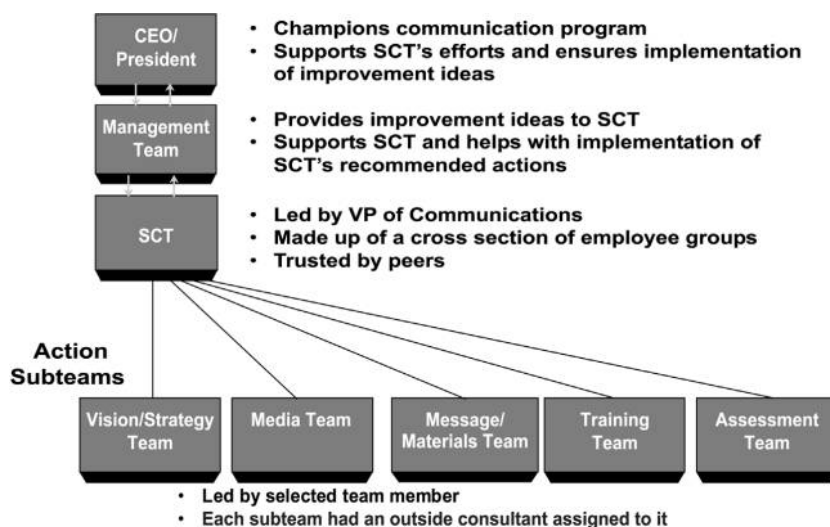 CEO/
President
• Champions communication program
• Supports SCT's efforts and ensures implementation
of improvement ideas
Management
Team
• Provides improvement ideas to SCT
• Supports SCT and helps with implementation of
SCT's recommended actions
SCT
• Led by VP of Communications
• Made up of a cross section of employee groups
• Trusted by peers
Action
Subteams
Vision/Strategy
Team
Media Team
Message/
Materials Team
Training
Team
Assessment
Team
• Led by selected team member
• Each subteam had an outside consultant assigned to it